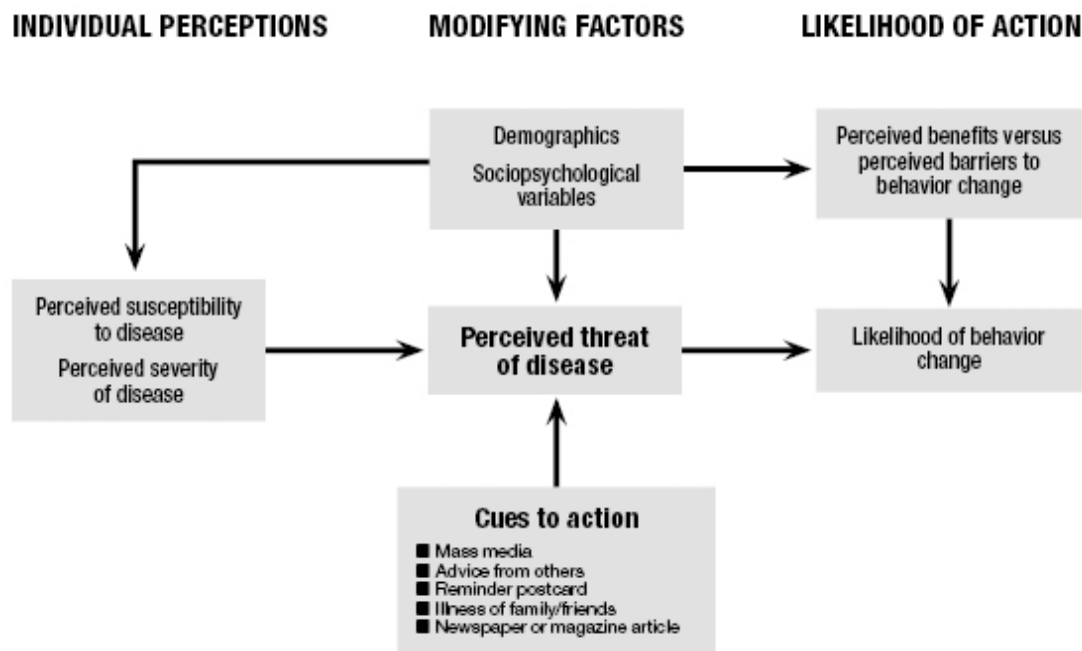 INDIVIDUAL PERCEPTIONS
MODIFYING FACTORS
LIKELIHOOD OF ACTION
Demographics
Sociopsychological
variables
Perceived benefits versus
perceived barriers to
behavior change
Perceived susceptibility
to disease
Perceived severity
of disease
Perceived threat
of disease
Likelihood of behavior
change
Cues to action
■ Mass media
■ Advice from others
■ Reminder postcard
■ Illness of family/friends
■ Newspaper or magazine article